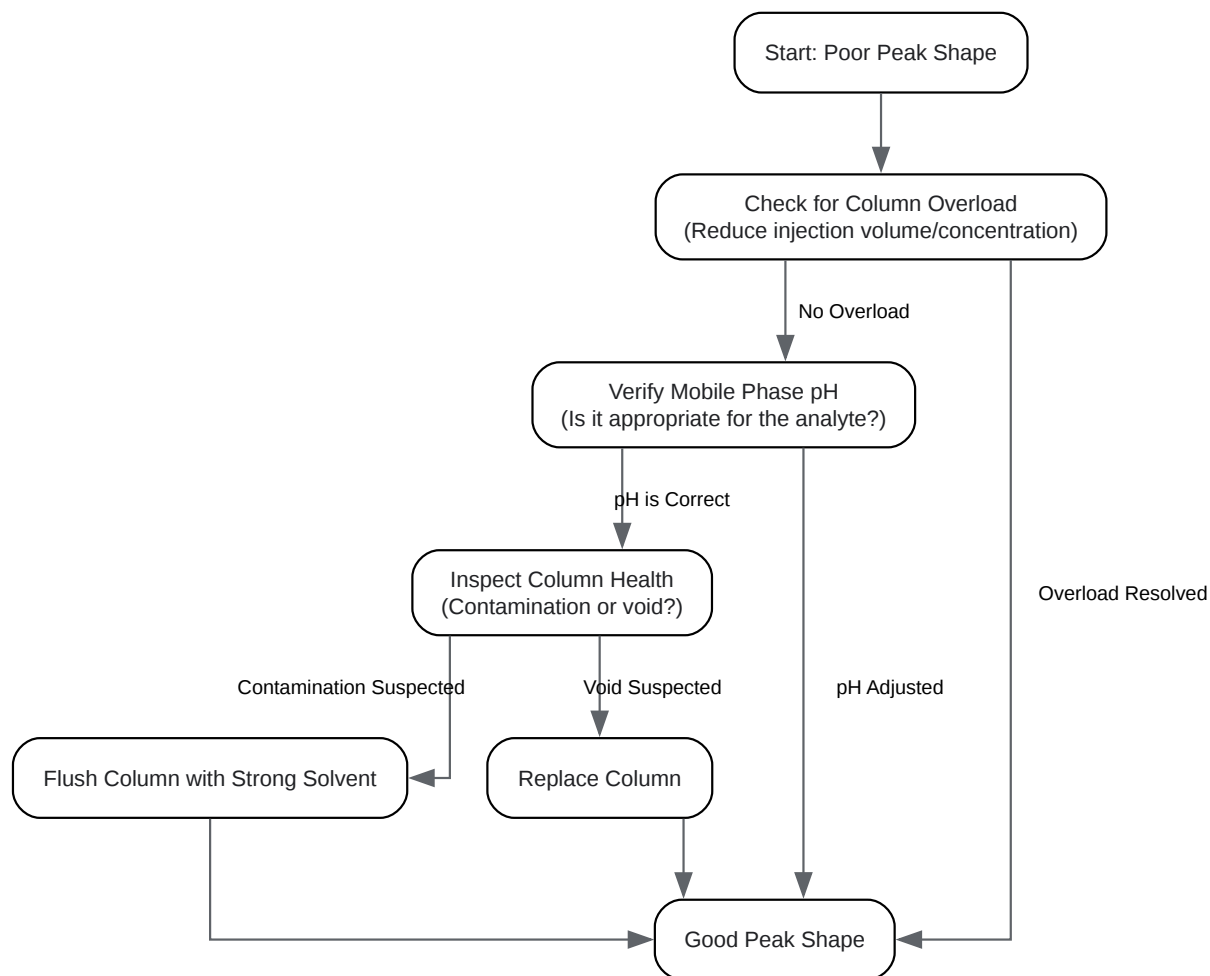 Start: Poor Peak Shape
Check for Column Overload
(Reduce injection volume/concentration)
No Overload
Verify Mobile Phase pH
(Is it appropriate for the analyte?)
pH is Correct
Inspect Column Health
(Contamination or void?)
Overload Resolved
Contamination Suspected
Void Suspected
pH Adjusted
Flush Column with Strong Solvent
Replace Column
Good Peak Shape